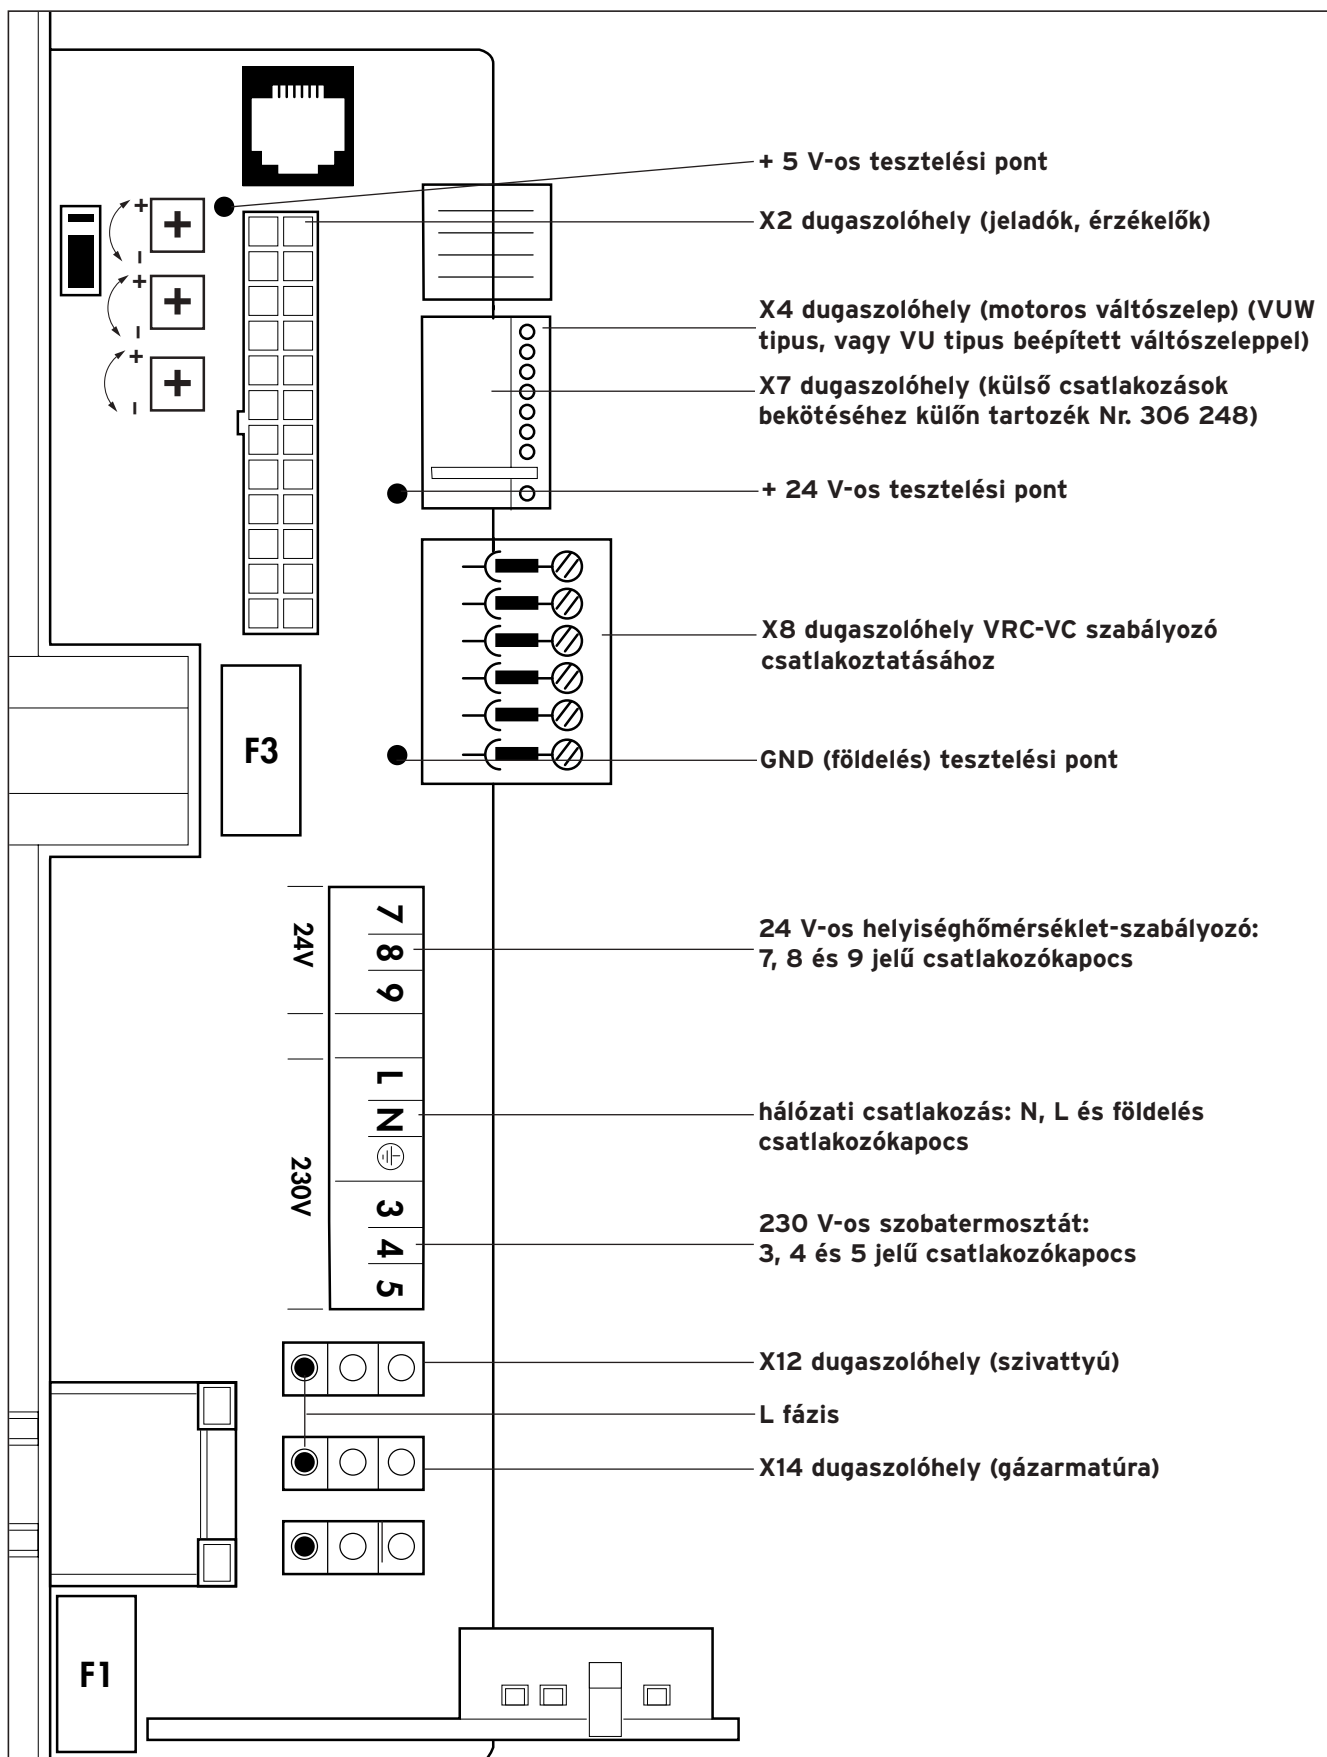 + 5 V-os tesztelési pont
X2 dugaszolóhely (jeladók, érzékelők)
X4 dugaszolóhely (motoros váltószelep) (VUW
tipus, vagy VU tipus beépített váltószeleppel)
X7 dugaszolóhely (külső csatlakozások
bekötéséhez külőn tartozék Nr. 306 248)
+ 24 V-os tesztelési pont
X8 dugaszolóhely VRC-VC szabályozó
csatlakoztatásához
GND (földelés) tesztelési pont
24 V-os helyiséghőmérséklet-szabályozó:
7, 8 és 9 jelű csatlakozókapocs
hálózati csatlakozás: N, L és földelés
csatlakozókapocs
230 V-os szobatermosztát:
3, 4 és 5 jelű csatlakozókapocs
X12 dugaszolóhely (szivattyú)
L fázis
X14 dugaszolóhely (gázarmatúra)
+
+
-
+
+
-
+
+
-
F3
24V
7
8
9
230V
L
N
3
4
5
F1